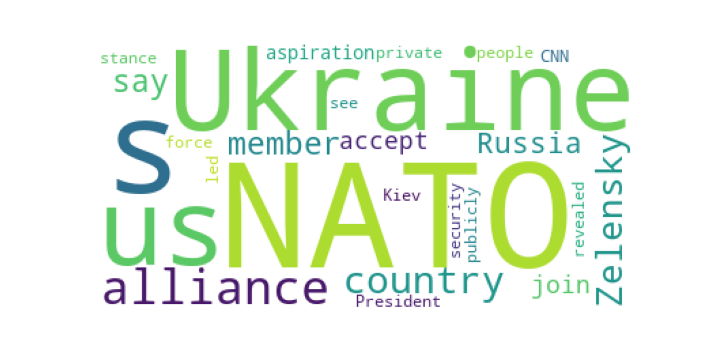 stance
aspiration
private
people
CNN
say
Ukraine
see
s
force
member
accept
Russia
led
us
NATO
Kiev
security
publicly
revealed
Zelensky
alliance
country
join
President